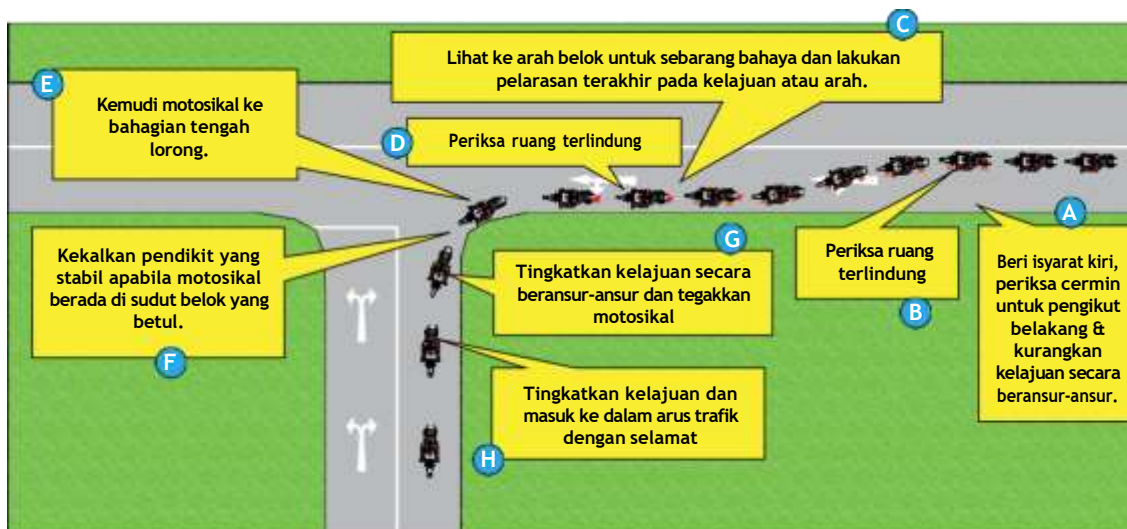 C
Lihat ke arah belok untuk sebarang bahaya dan lakukan
pelarasan terakhir pada kelajuan atau arah.
E
Kemudi motosikal ke
bahagian tengah
lorong.
D
Periksa ruang terlindung
A
Beri isyarat kiri,
periksa cermin
untuk pengikut
belakang &
kurangkan
kelajuan secara
beransur-ansur.
Periksa ruang
terlindung
B
G
Tingkatkan kelajuan secara
beransur-ansur dan tegakkan
motosikal
Kekalkan pendikit yang
stabil apabila motosikal
berada di sudut belok yang
betul.
F
Tingkatkan kelajuan dan
masuk ke dalam arus trafik
dengan selamat
H